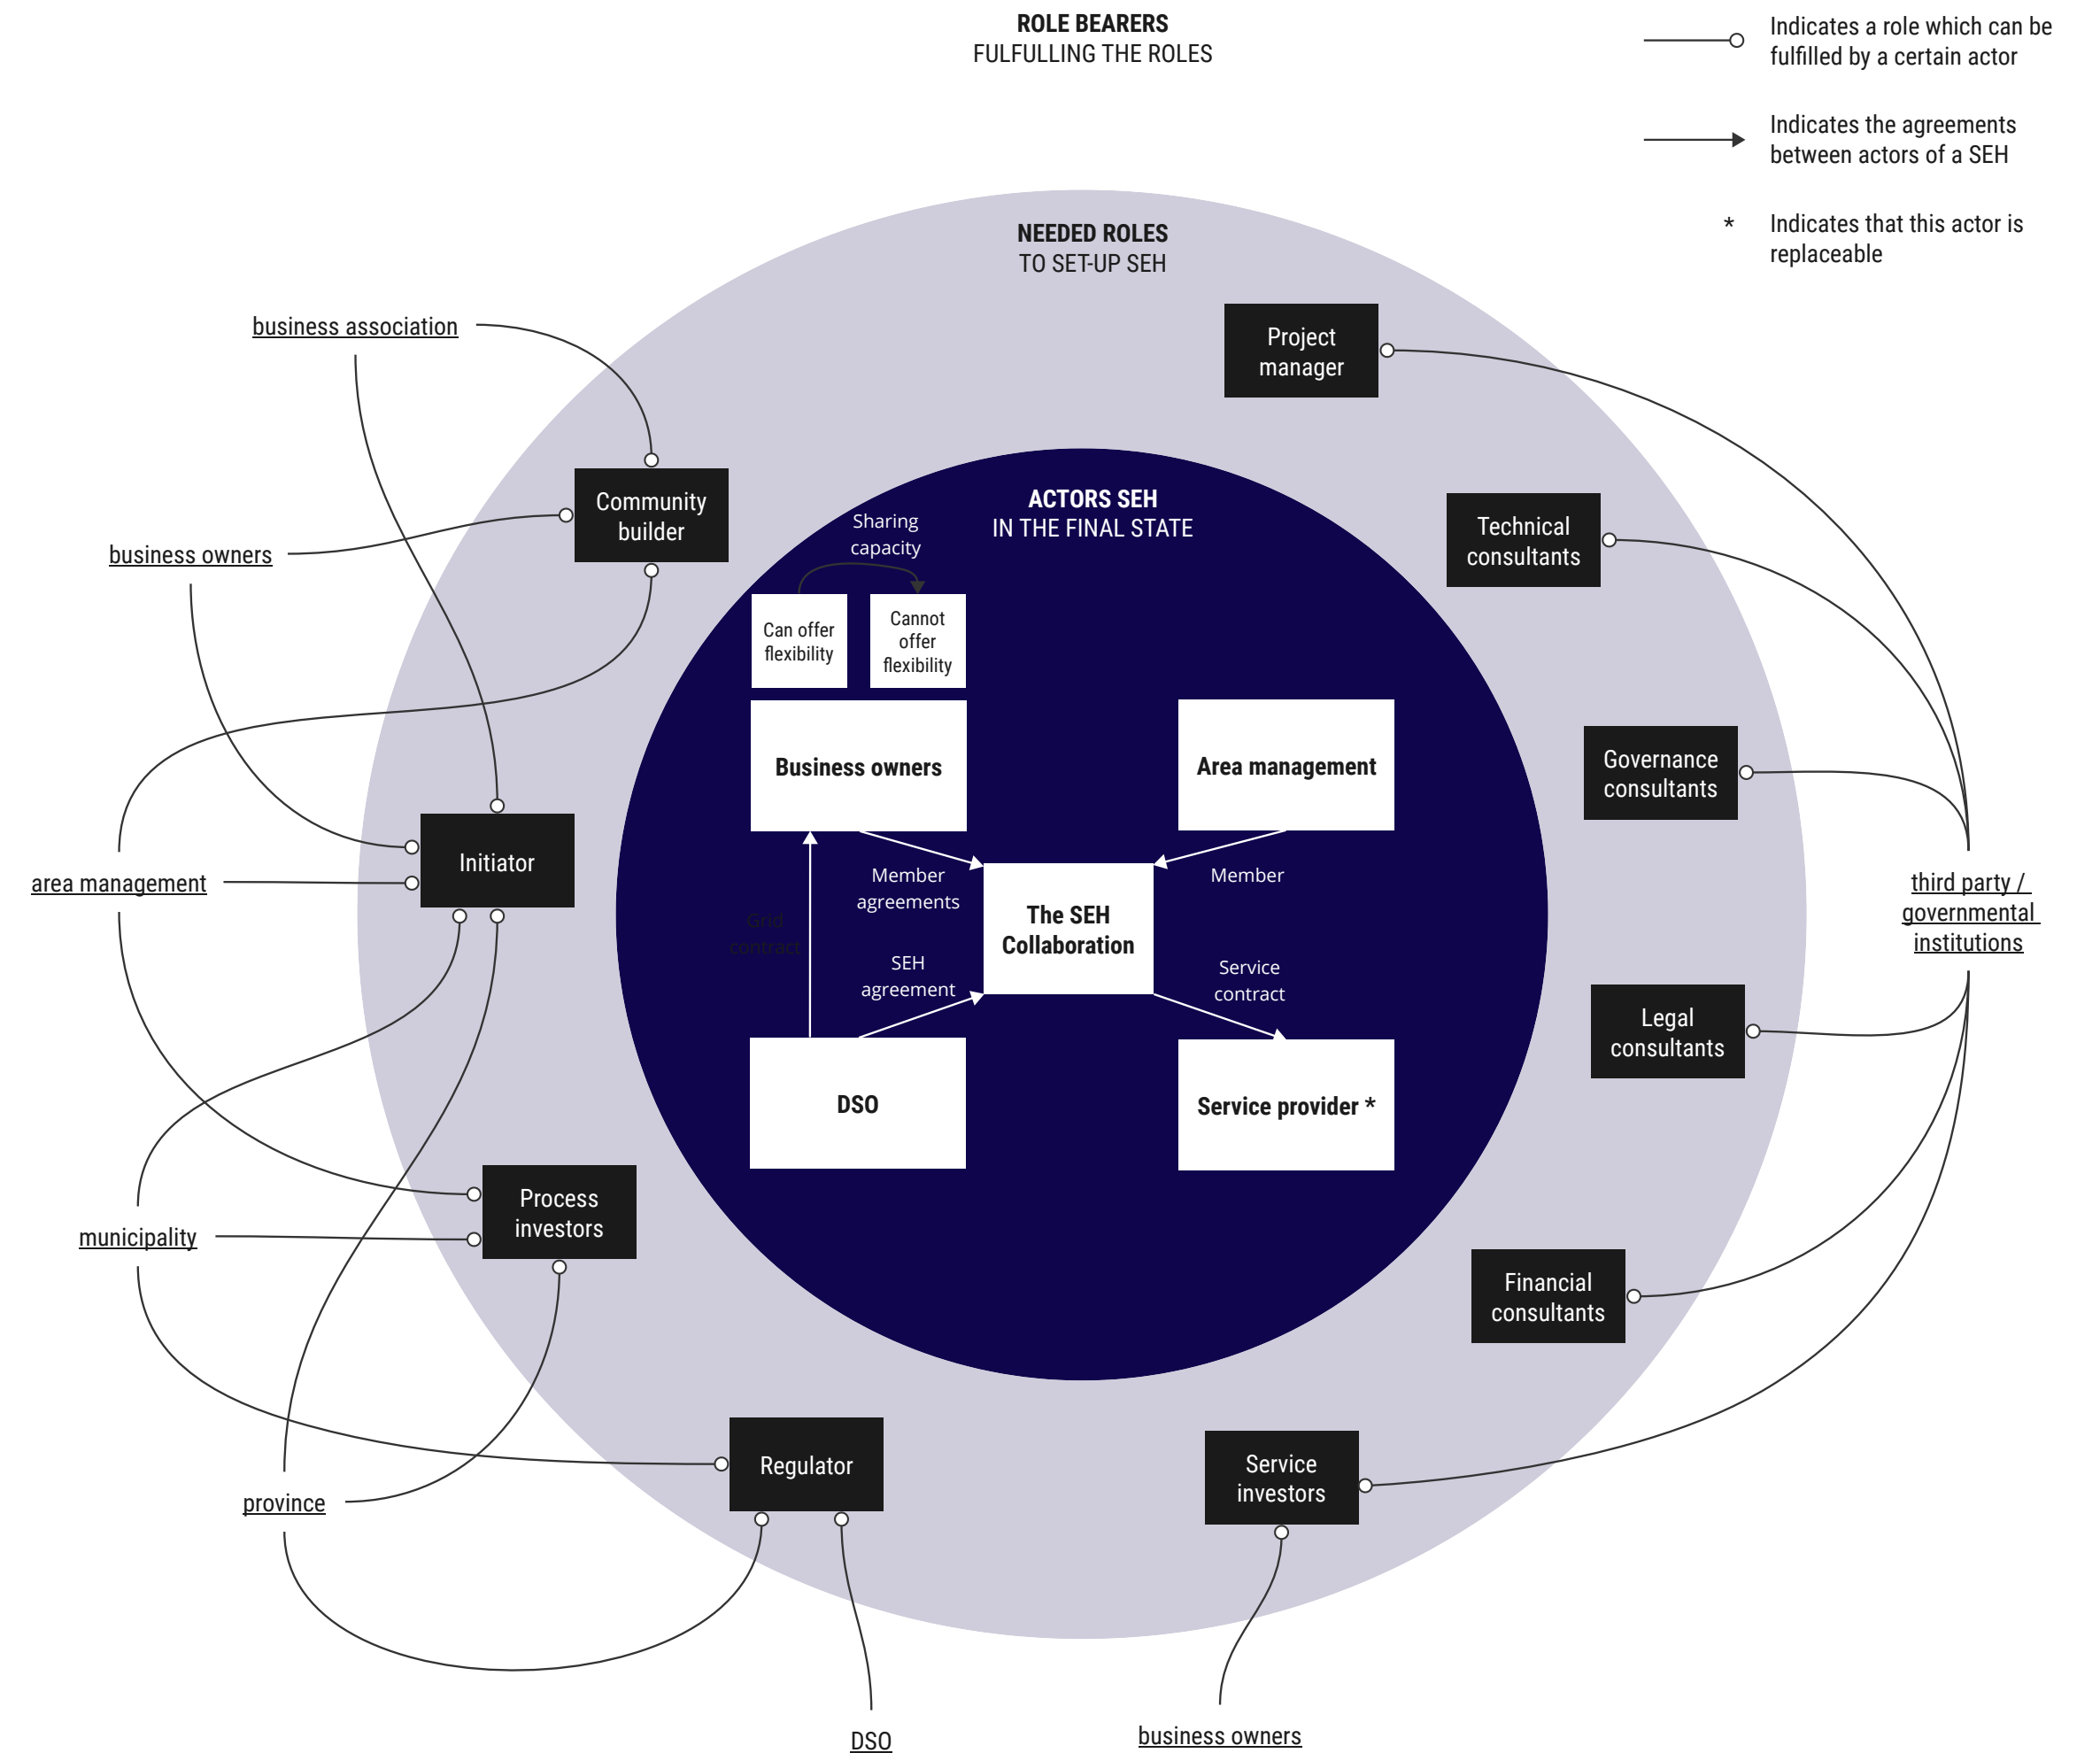 ROLE BEARERS
FULFULLING THE ROLES
Indicates a role which can be
fulfilled by a certain actor
Indicates the agreements
between actors of a SEH
*
Indicates that this actor is
replaceable
NEEDED ROLES
TO SET-UP SEH
business association
Project
manager
Community
builder
business owners
ACTORS SEH
IN THE FINAL STATE
Sharing
capacity
Technical
consultants
Can offer
flexibility
Cannot
offer
flexibility
Business owners
Area management
Governance
consultants
Initiator
area management
Member
agreements
Member
Grid
contract
The SEH
Collaboration
SEH
agreement
Service
contract
third party /
governmental
institutions
Legal
consultants
DSO
Service provider *
Process
investors
municipality
Financial
consultants
Regulator
Service
investors
province
DSO
business owners